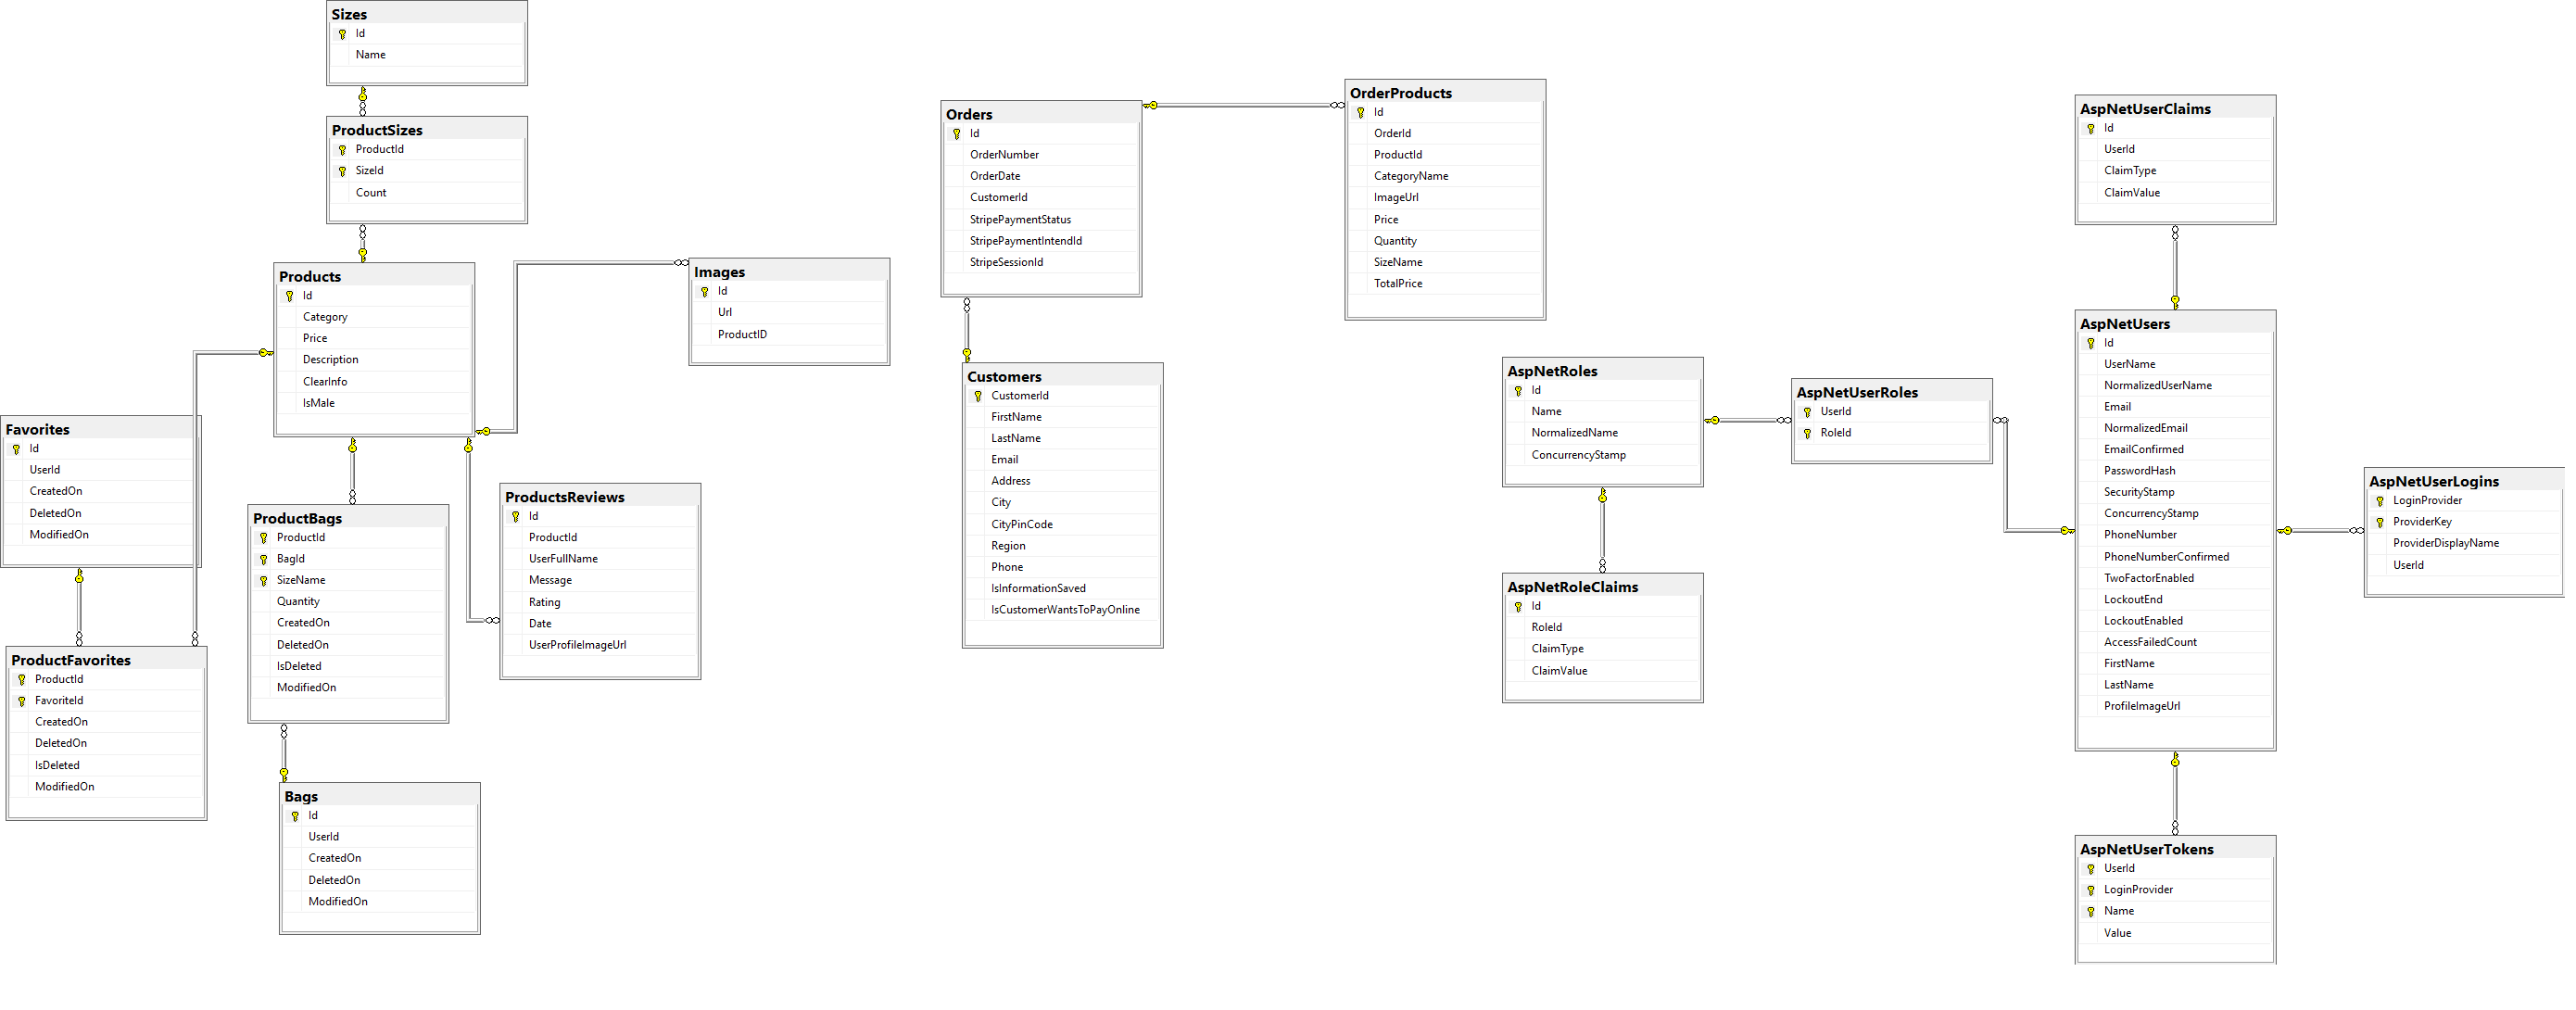 Sizes
Id
Name
ProductSizes
ProductId
SizeId
Count
Products
Id
Category
Price
Description
ClearInfo
IsMale
Images
Id
Url
ProductID
Favorites
Id
UserId
CreatedOn
DeletedOn
ModifiedOn
ProductBags
ProductId
BagId
SizeName
Quantity
CreatedOn
DeletedOn
IsDeleted
ModifiedOn
ProductsReviews
Id
ProductId
UserFullName
Message
Rating
Date
UserProfileImageUrl
ProductFavorites
ProductId
FavoriteId
CreatedOn
DeletedOn
IsDeleted
ModifiedOn
Bags
Id
UserId
CreatedOn
DeletedOn
ModifiedOn
Orders
Id
OrderNumber
OrderDate
CustomerId
StripePaymentStatus
StripePaymentIntendId
StripeSessionId
OrderProducts
Id
OrderId
ProductId
CategoryName
ImageUrl
Price
Quantity
SizeName
TotalPrice
Customers
CustomerId
FirstName
LastName
Email
Address
City
CityPinCode
Region
Phone
IsInformationSaved
IsCustomerWantsToPayOnline
AspNetRoles
Id
Name
NormalizedName
ConcurrencyStamp
AspNetUserRoles
UserId
RoleId
AspNetRoleClaims
Id
RoleId
ClaimType
ClaimValue
AspNetUserClaims
Id
UserId
ClaimType
ClaimValue
AspNetUsers
Id
UserName
NormalizedUserName
Email
NormalizedEmail
EmailConfirmed
PasswordHash
SecurityStamp
ConcurrencyStamp
PhoneNumber
PhoneNumberConfirmed
TwoFactorEnabled
LockoutEnd
LockoutEnabled
AccessFailedCount
FirstName
LastName
ProfileImageUrl
AspNetUserLogins
LoginProvider
ProviderKey
ProviderDisplayName
UserId
AspNetUserTokens
UserId
LoginProvider
Name
Value